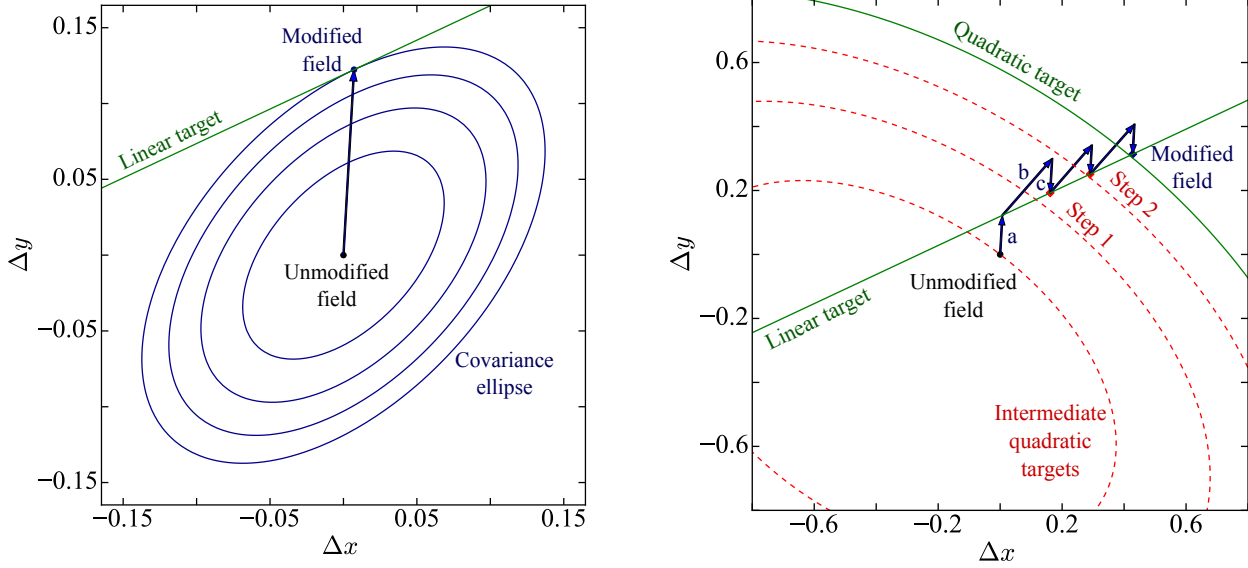 0.15
0.05
−0.05
−0.15
Δy
−0.15
−0.05
0.05
0.15
Δx
Modified
field
Linear target
Unmodified
field
Covariance
ellipse
0.6
0.2
−0.2
−0.6
Δy
−0.6
−0.2
0.2
0.6
Δx
Quadratic target
Modified
field
b
c
a
Step 2
Step 1
Unmodified
field
Linear target
Intermediate
quadratic
targets